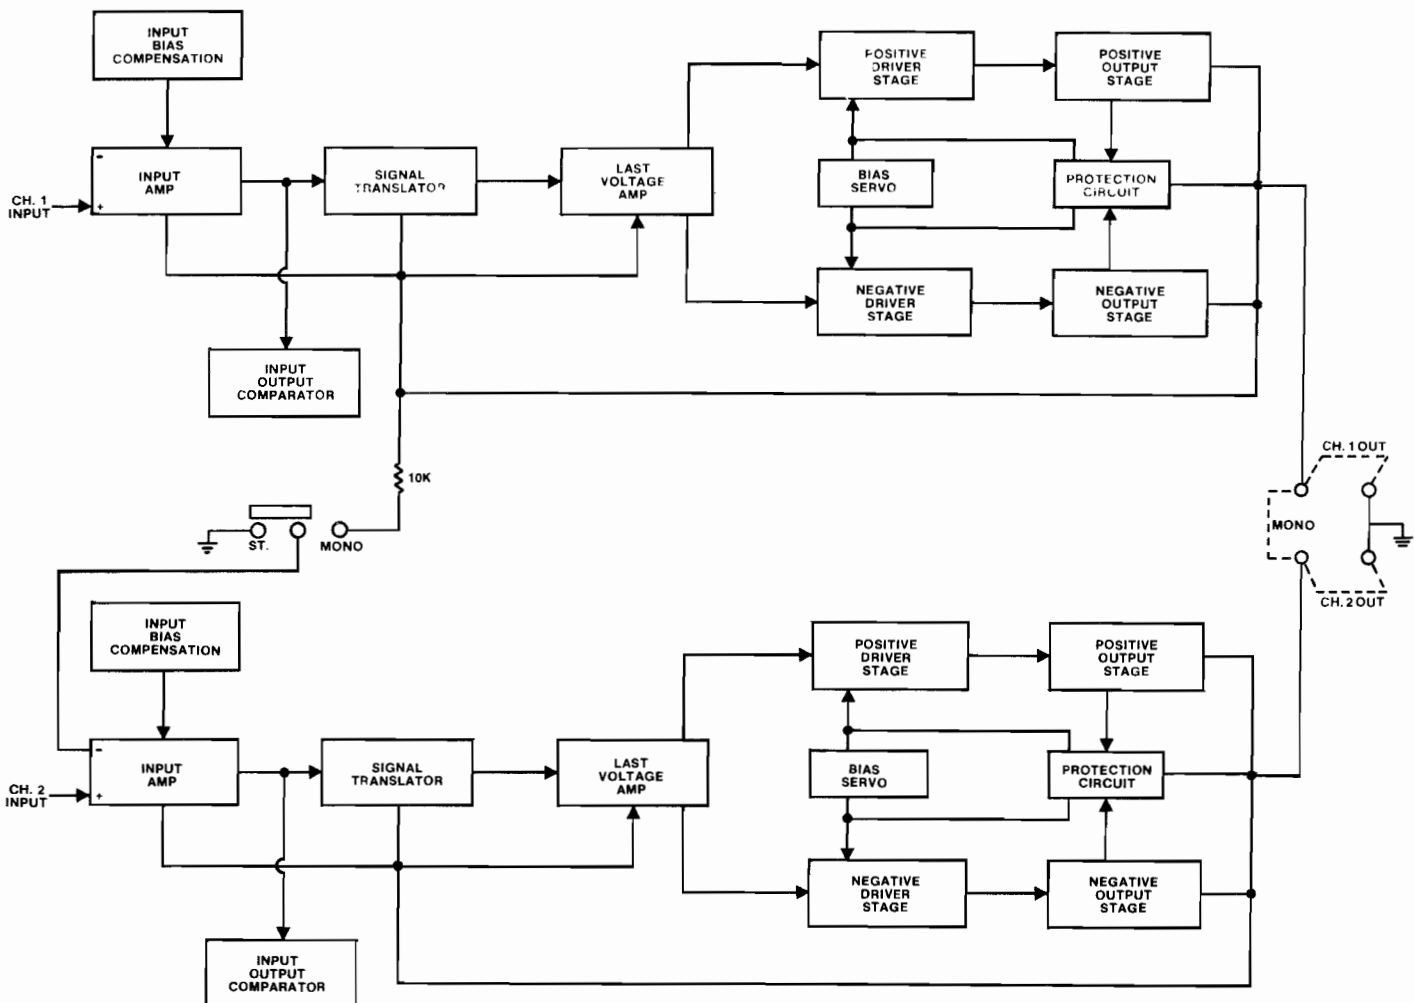 INPUT
BIAS
COMPENSATION
POSITIVE
DRIVER
STAGE
POSITIVE
OUTPUT
STAGE
-
INPUT
AMP
+
CH. 1
INPUT
SIGNAL
TRANSLATOR
LAST
VOLTAGE
AMP
BIAS
SERVO
PROTECTION
CIRCUIT
NEGATIVE
DRIVER
STAGE
NEGATIVE
OUTPUT
STAGE
INPUT
OUTPUT
COMPARATOR
10K
ST.
MONO
CH. 1 OUT
MONO
CH. 2 OUT
INPUT
BIAS
COMPENSATION
POSITIVE
DRIVER
STAGE
POSITIVE
OUTPUT
STAGE
-
INPUT
AMP
+
CH. 2
INPUT
SIGNAL
TRANSLATOR
LAST
VOLTAGE
AMP
BIAS
SERVO
PROTECTION
CIRCUIT
NEGATIVE
DRIVER
STAGE
NEGATIVE
OUTPUT
STAGE
INPUT
OUTPUT
COMPARATOR